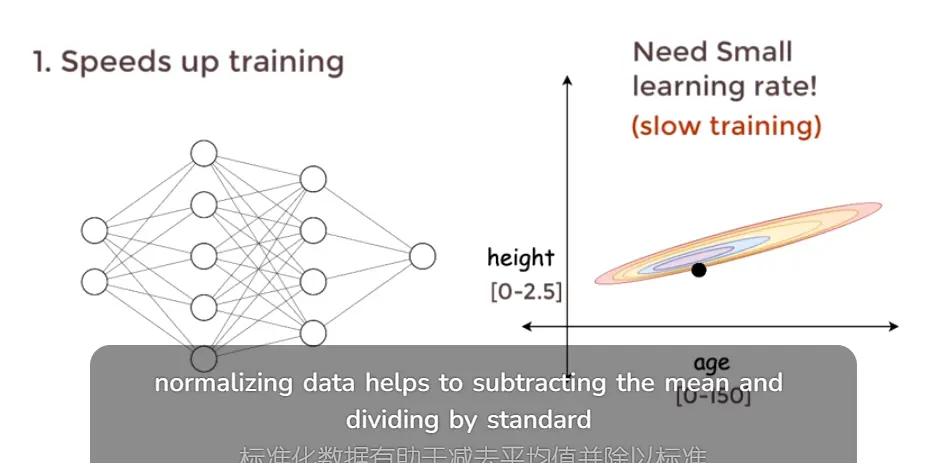 1. Speeds up training
Need Small
learning rate!
(slow training)
height
[0-2.5]
age
[0-150]
normalizing data helps to subtracting the mean and
dividing by standard
标准化数据有助于减去平均值并除以标准